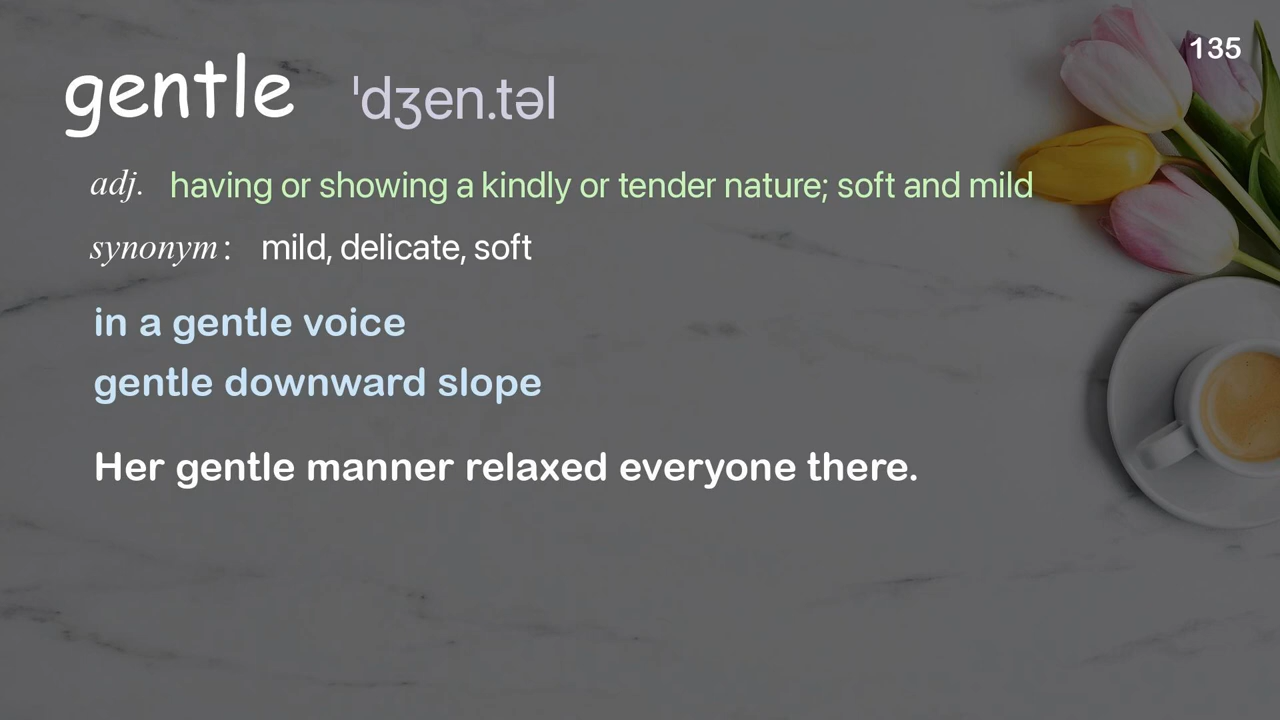 135
gentle ˈdʒen.təl
adj. having or showing a kindly or tender nature; soft and mild
synonym: mild, delicate, soft
in a gentle voice
gentle downward slope
Her gentle manner relaxed everyone there.